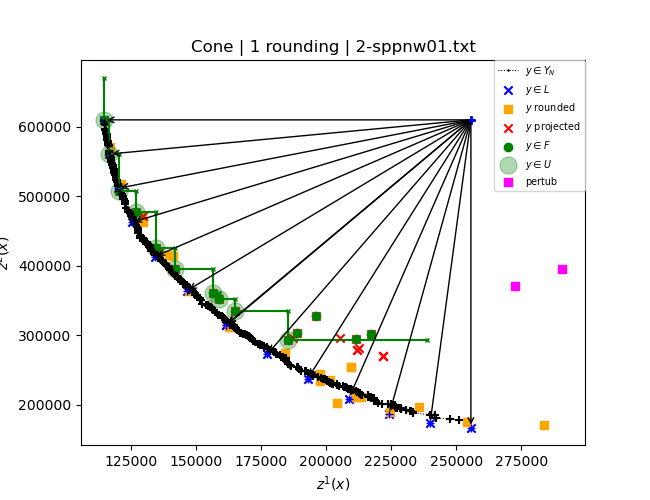 Cone | 1 rounding | 2-sppnw01.txt
y ∈ Y_N
y ∈ L
y rounded
y projected
y ∈ F
y ∈ U
pertub
600000
500000
400000
300000
200000
z²(x)
125000 150000 175000 200000 225000 250000 275000
z¹(x)